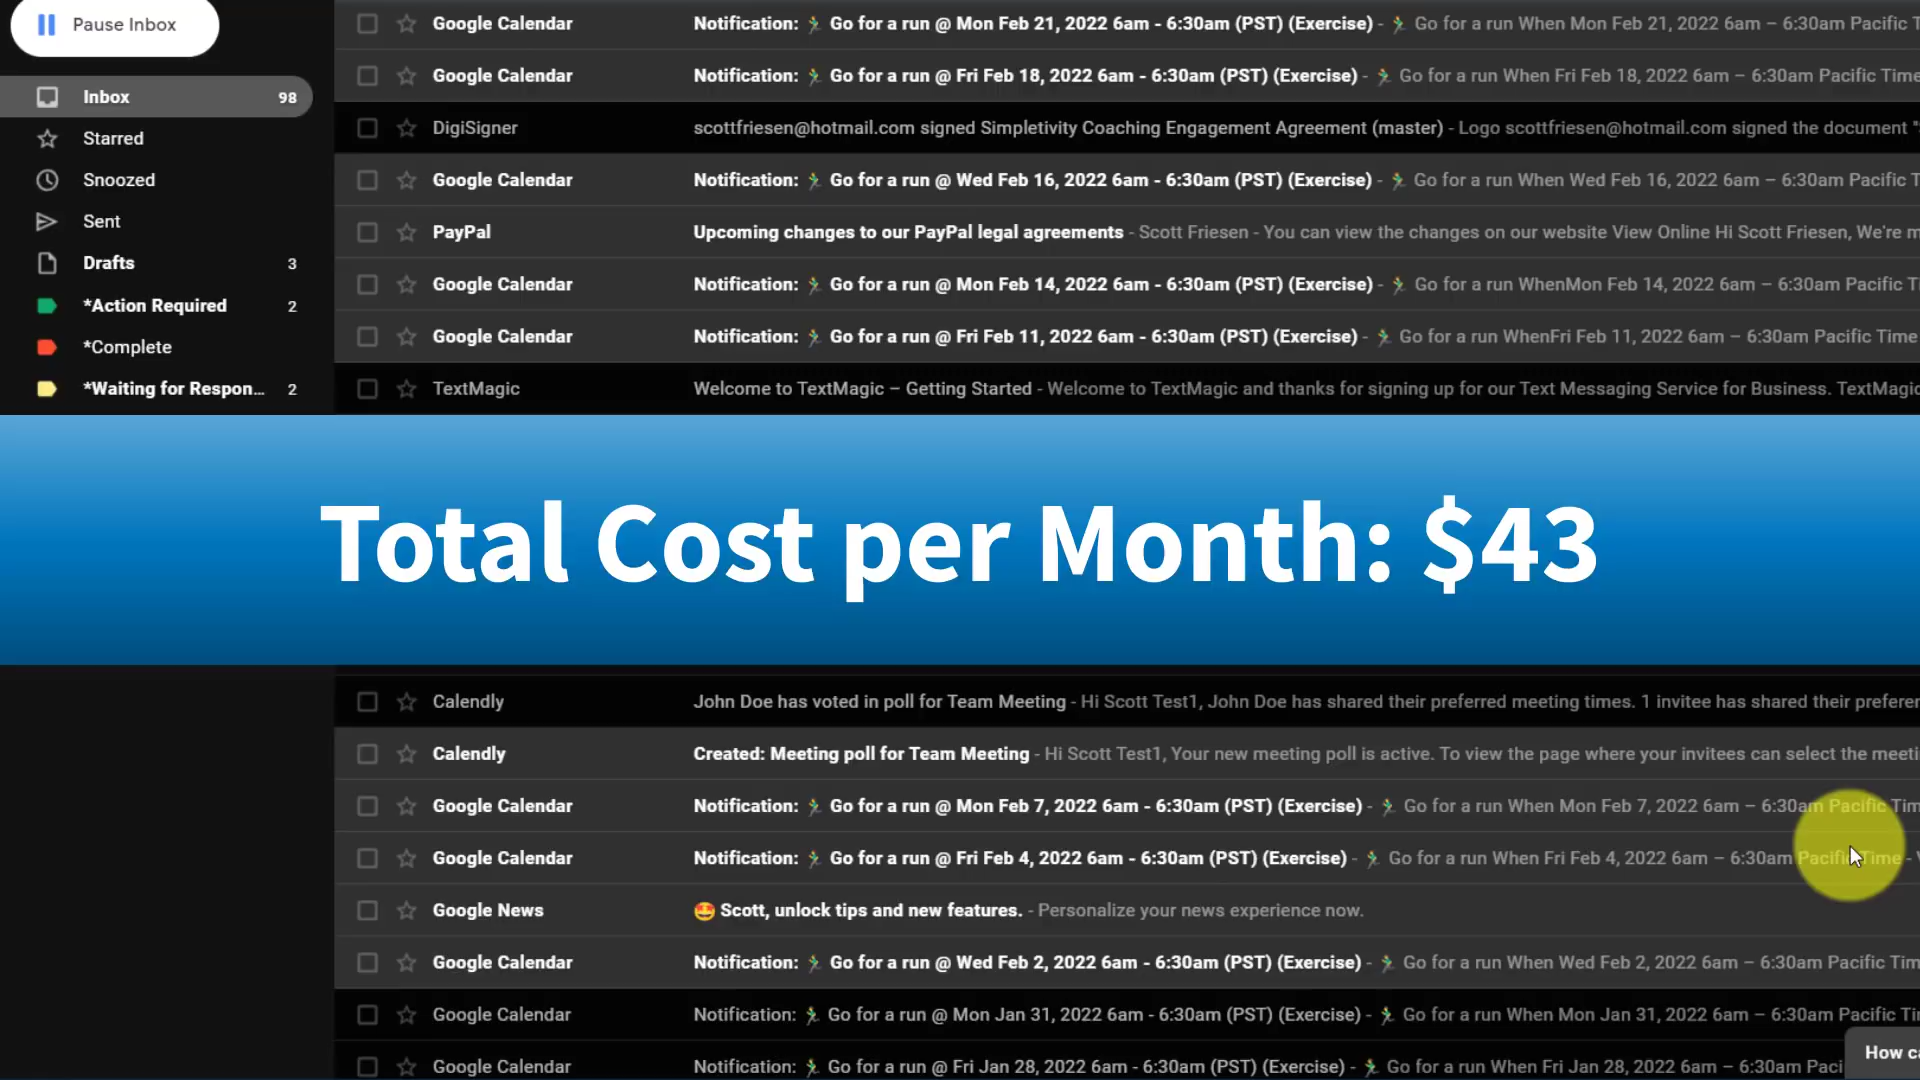 Pause Inbox
Inbox 98
Starred
Snoozed
Sent
Drafts 3
*Action Required 2
*Complete
*Waiting for Respon... 2
Google Calendar Notification: 🏃 Go for a run @ Mon Feb 21, 2022 6am - 6:30am (PST) (Exercise) - 🏃 Go for a run When Mon Feb 21, 2022 6am – 6:30am Pacific T
Google Calendar Notification: 🏃 Go for a run @ Fri Feb 18, 2022 6am - 6:30am (PST) (Exercise) - 🏃 Go for a run When Fri Feb 18, 2022 6am – 6:30am Pacific Time
DigiSigner scottfriesen@hotmail.com signed Simpletivity Coaching Engagement Agreement (master) - Logo scottfriesen@hotmail.com signed the document "
Google Calendar Notification: 🏃 Go for a run @ Wed Feb 16, 2022 6am - 6:30am (PST) (Exercise) - 🏃 Go for a run When Wed Feb 16, 2022 6am – 6:30am Pacific T
PayPal Upcoming changes to our PayPal legal agreements - Scott Friesen - You can view the changes on our website View Online Hi Scott Friesen, We're m
Google Calendar Notification: 🏃 Go for a run @ Mon Feb 14, 2022 6am - 6:30am (PST) (Exercise) - 🏃 Go for a run WhenMon Feb 14, 2022 6am – 6:30am Pacific Ti
Google Calendar Notification: 🏃 Go for a run @ Fri Feb 11, 2022 6am - 6:30am (PST) (Exercise) - 🏃 Go for a run WhenFri Feb 11, 2022 6am – 6:30am Pacific Time
TextMagic Welcome to TextMagic – Getting Started - Welcome to TextMagic and thanks for signing up for our Text Messaging Service for Business. TextMagic
Total Cost per Month: $43
Calendly John Doe has voted in poll for Team Meeting - Hi Scott Test1, John Doe has shared their preferred meeting times. 1 invitee has shared their preferen
Calendly Created: Meeting poll for Team Meeting - Hi Scott Test1, Your new meeting poll is active. To view the page where your invitees can select the meeti
Google Calendar Notification: 🏃 Go for a run @ Mon Feb 7, 2022 6am - 6:30am (PST) (Exercise) - 🏃 Go for a run When Mon Feb 7, 2022 6am – 6:30am Pacific Tim
Google Calendar Notification: 🏃 Go for a run @ Fri Feb 4, 2022 6am - 6:30am (PST) (Exercise) - 🏃 Go for a run When Fri Feb 4, 2022 6am – 6:30am Pacific Time -
Google News 🤩 Scott, unlock tips and new features. - Personalize your news experience now.
Google Calendar Notification: 🏃 Go for a run @ Wed Feb 2, 2022 6am - 6:30am (PST) (Exercise) - 🏃 Go for a run When Wed Feb 2, 2022 6am – 6:30am Pacific Tim
Google Calendar Notification: 🏃 Go for a run @ Mon Jan 31, 2022 6am - 6:30am (PST) (Exercise) - 🏃 Go for a run When Mon Jan 31, 2022 6am – 6:30am Pacific Ti
Google Calendar Notification: 🏃 Go for a run @ Fri Jan 28, 2022 6am - 6:30am (PST) (Exercise) - 🏃 Go for a run When Fri Jan 28, 2022 6am – 6:30am Paci
How ca